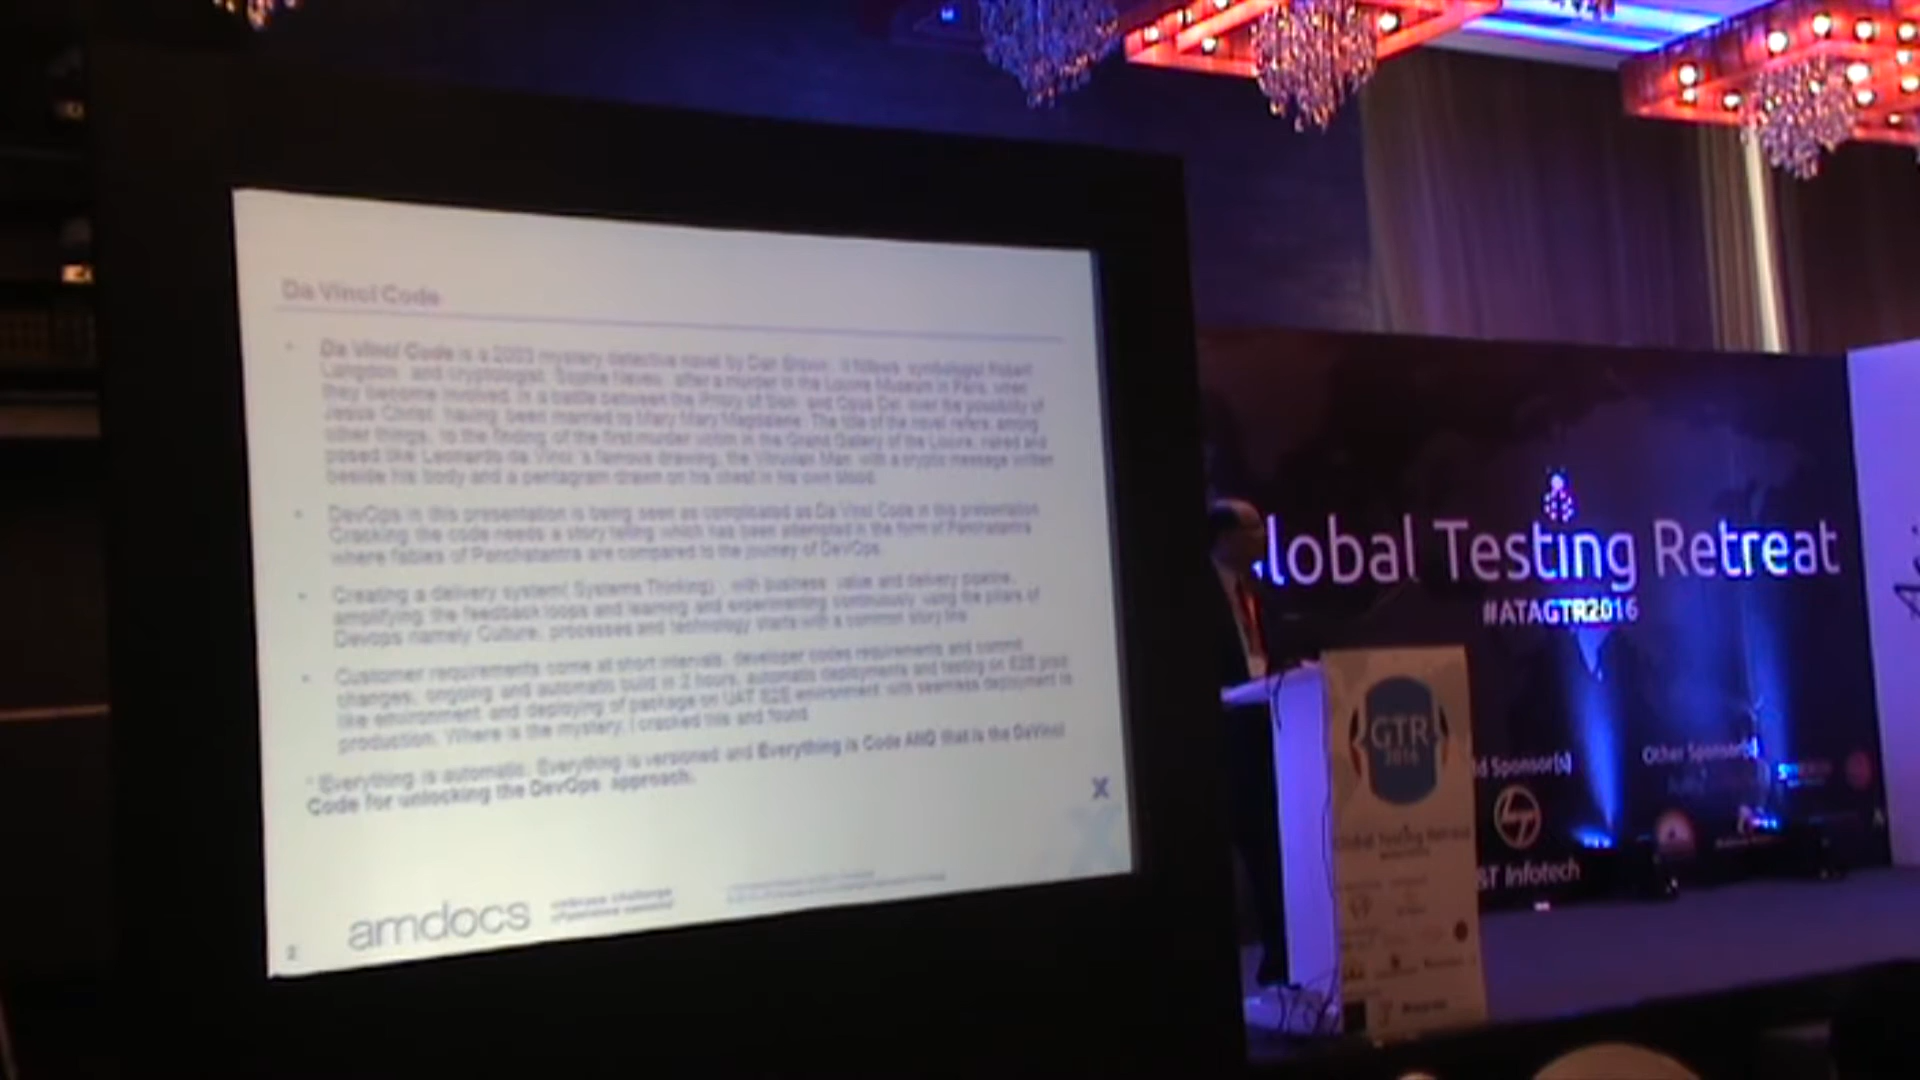 Da Vinci Code
Da Vinci Code is a 2003 mystery detective novel by Dan Brown. It follows symbologist Robert
Langdon and cryptologist Sophie Neveu after a murder in the Louvre Museum in Paris, when
they become involved in a battle between the Priory of Sion and Opus Dei over the possibility of
Jesus Christ having been married to Mary Mary Magdalene. The title of the novel refers, among
other things, to the finding of the first murder victim in the Grand Gallery of the Louvre, naked and
posed like Leonardo da Vinci 's famous drawing, the Vitruvian Man, with a cryptic message written
beside his body and a pentagram drawn on his chest in his own blood.
DevOps in this presentation is being seen as complicated as Da Vinci Code in this presentation
Cracking the code needs a story telling which has been attempted in the form of Panchatantra
where fables of Panchatantra are compared to the journey of DevOps.
Creating a delivery system( Systems Thinking) , with business value and delivery pipeline,
amplifying the feedback loops and learning and experimenting continuously using the pillars of
Devops namely Culture, processes and technology starts with a common story line
Customer requirements come at short intervals, developer codes requirements and commit
changes, ongoing and automatic build in 2 hours, automatic deployments and testing on E2E prod
like environment and deploying of package on UAT E2E environment with seamless deployment to
production. Where is the mystery, I cracked this and found
" Everything is automatic, Everything is versioned and Everything is Code AND that is the DaVinci
Code for unlocking the DevOps approach.
X
2
amdocs
embrace challenge
experience success
lobal Testing Retreat
#ATAGTR2016
GTR
2016
Global Testing Retreat
ld Sponsor(s)
Other Sponsor(s)
LT
&T Infotech